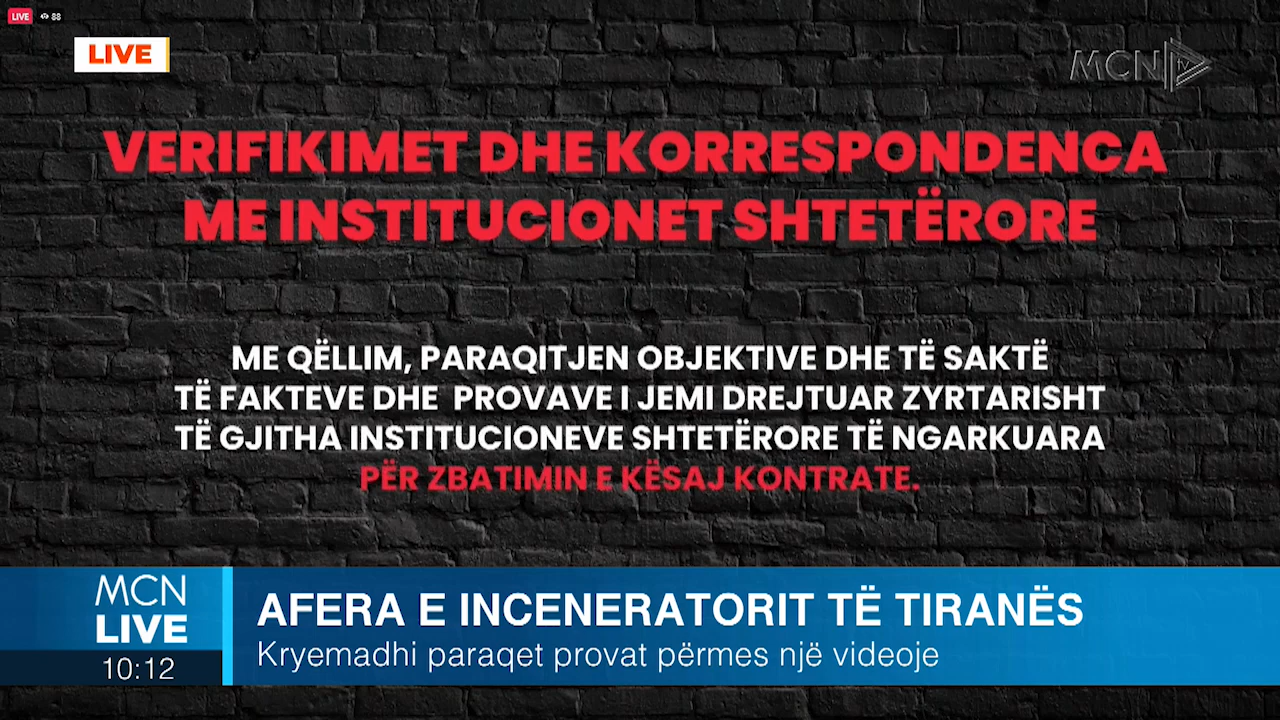 LIVE 88
LIVE
MCN tv
VERIFIKIMET DHE KORRESPONDENCA
ME INSTITUCIONET SHTETËRORE
ME QËLLIM, PARAQITJEN OBJEKTIVE DHE TË SAKTË
TË FAKTEVE DHE PROVAVE I JEMI DREJTUAR ZYRTARISHT
TË GJITHA INSTITUCIONEVE SHTETËRORE TË NGARKUARA
PËR ZBATIMIN E KËSAJ KONTRATE.
MCN
LIVE
10:12
AFERA E INCENERATORIT TË TIRANËS
Kryemadhi paraqet provat përmes një videoje